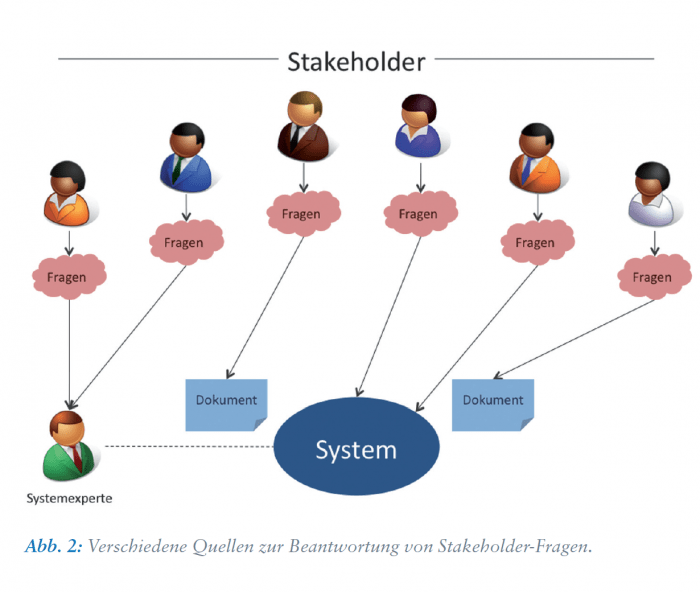 Stakeholder
Fragen
Fragen
Fragen
Fragen
Fragen
Fragen
Dokument
Dokument
System
Systemexperte
Abb. 2: Verschiedene Quellen zur Beantwortung von Stakeholder-Fragen.